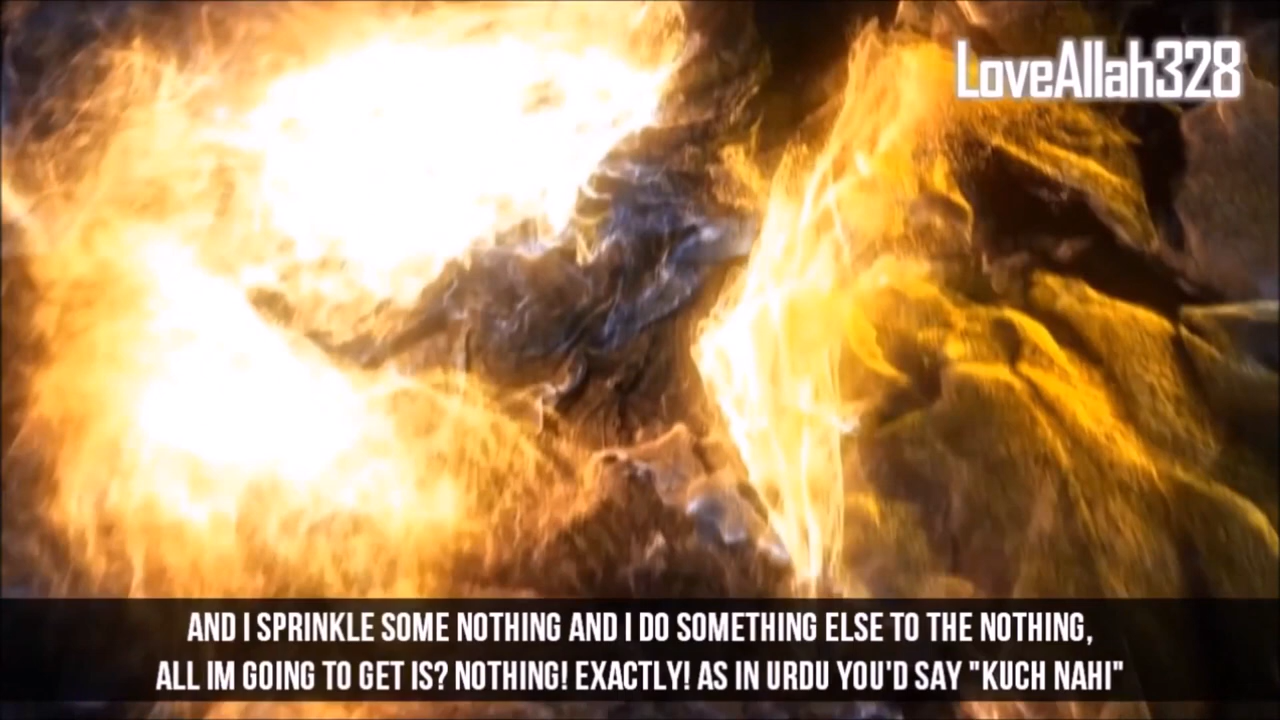 LoveAllah328
AND I SPRINKLE SOME NOTHING AND I DO SOMETHING ELSE TO THE NOTHING,
ALL IM GOING TO GET IS? NOTHING! EXACTLY! AS IN URDU YOU'D SAY "KUCH NAHI"